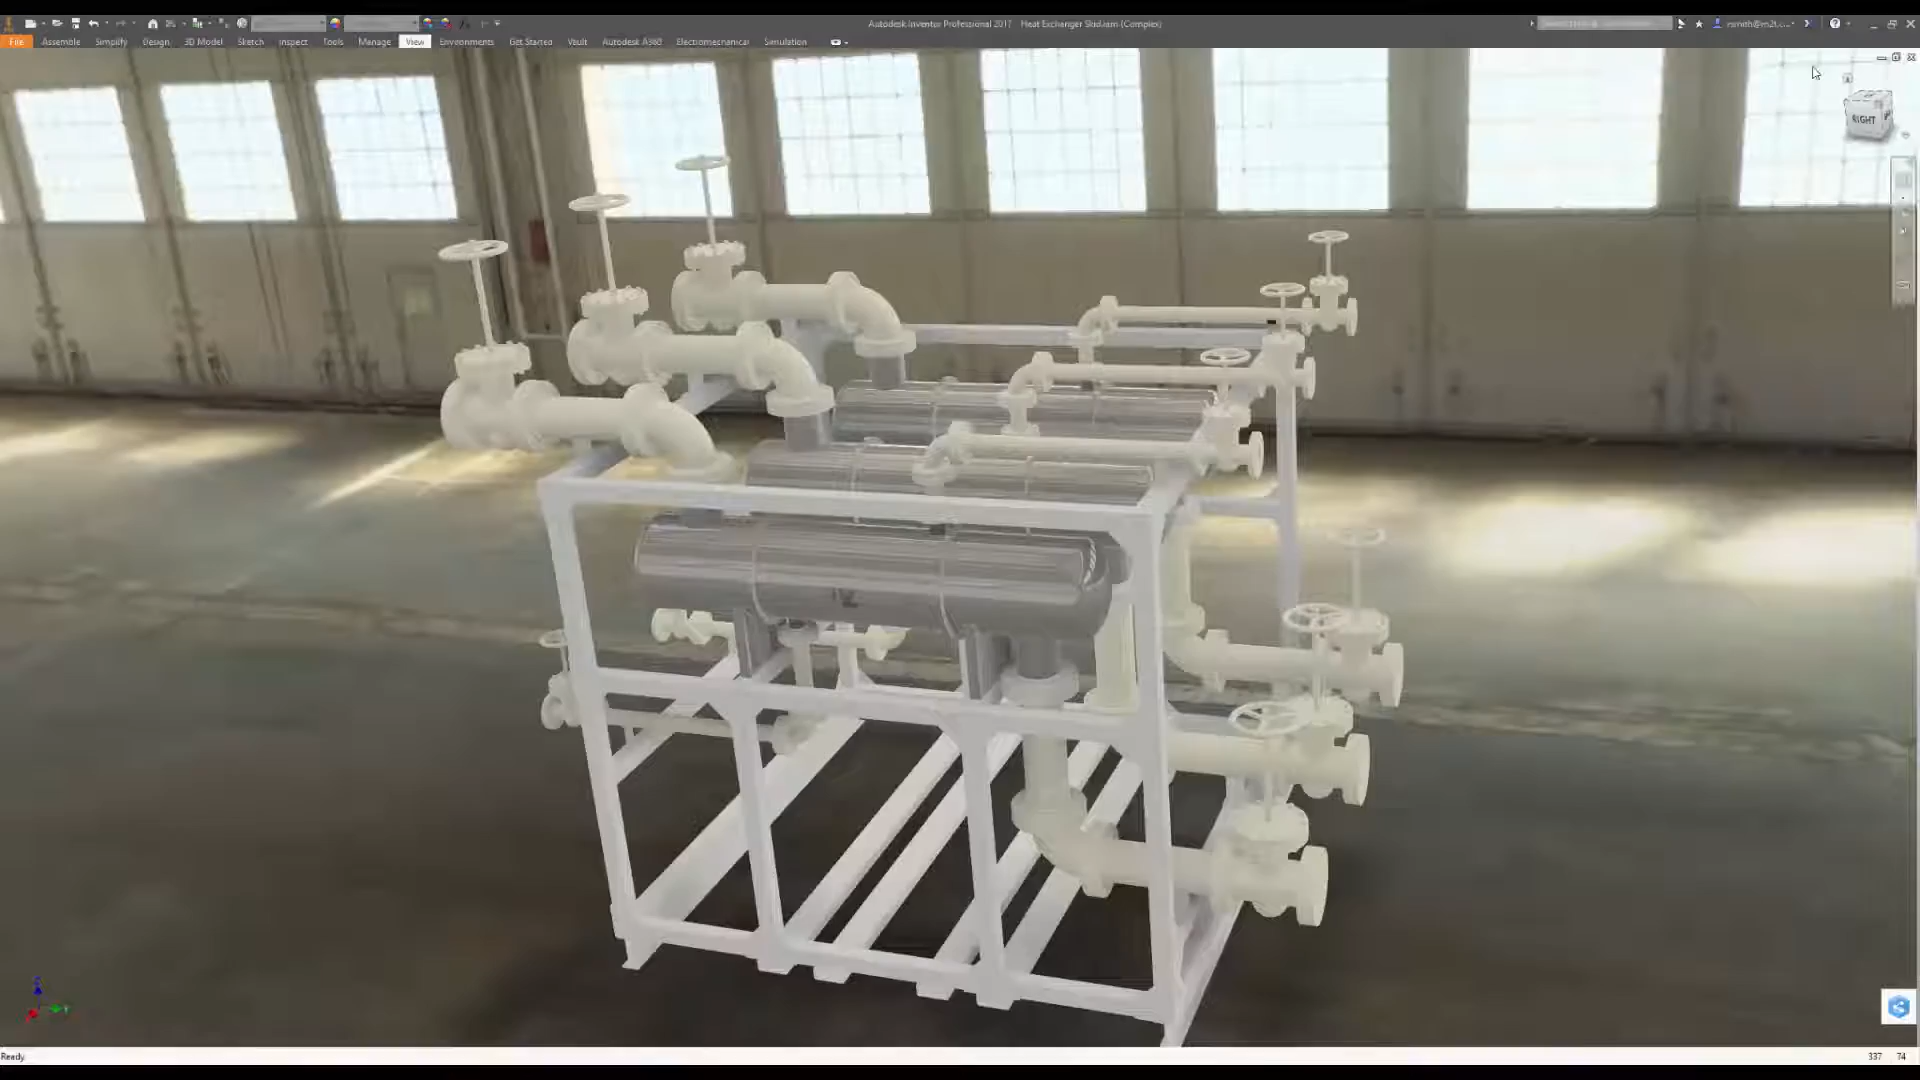 Autodesk Inventor Professional 2017 Heat Exchanger Skid.iam (Complex)
File Assemble Simplify Design 3D Model Sketch Inspect Tools Manage View Environments Get Started Vault Autodesk A360 Electromechanical Simulation
RIGHT
Ready
337 74